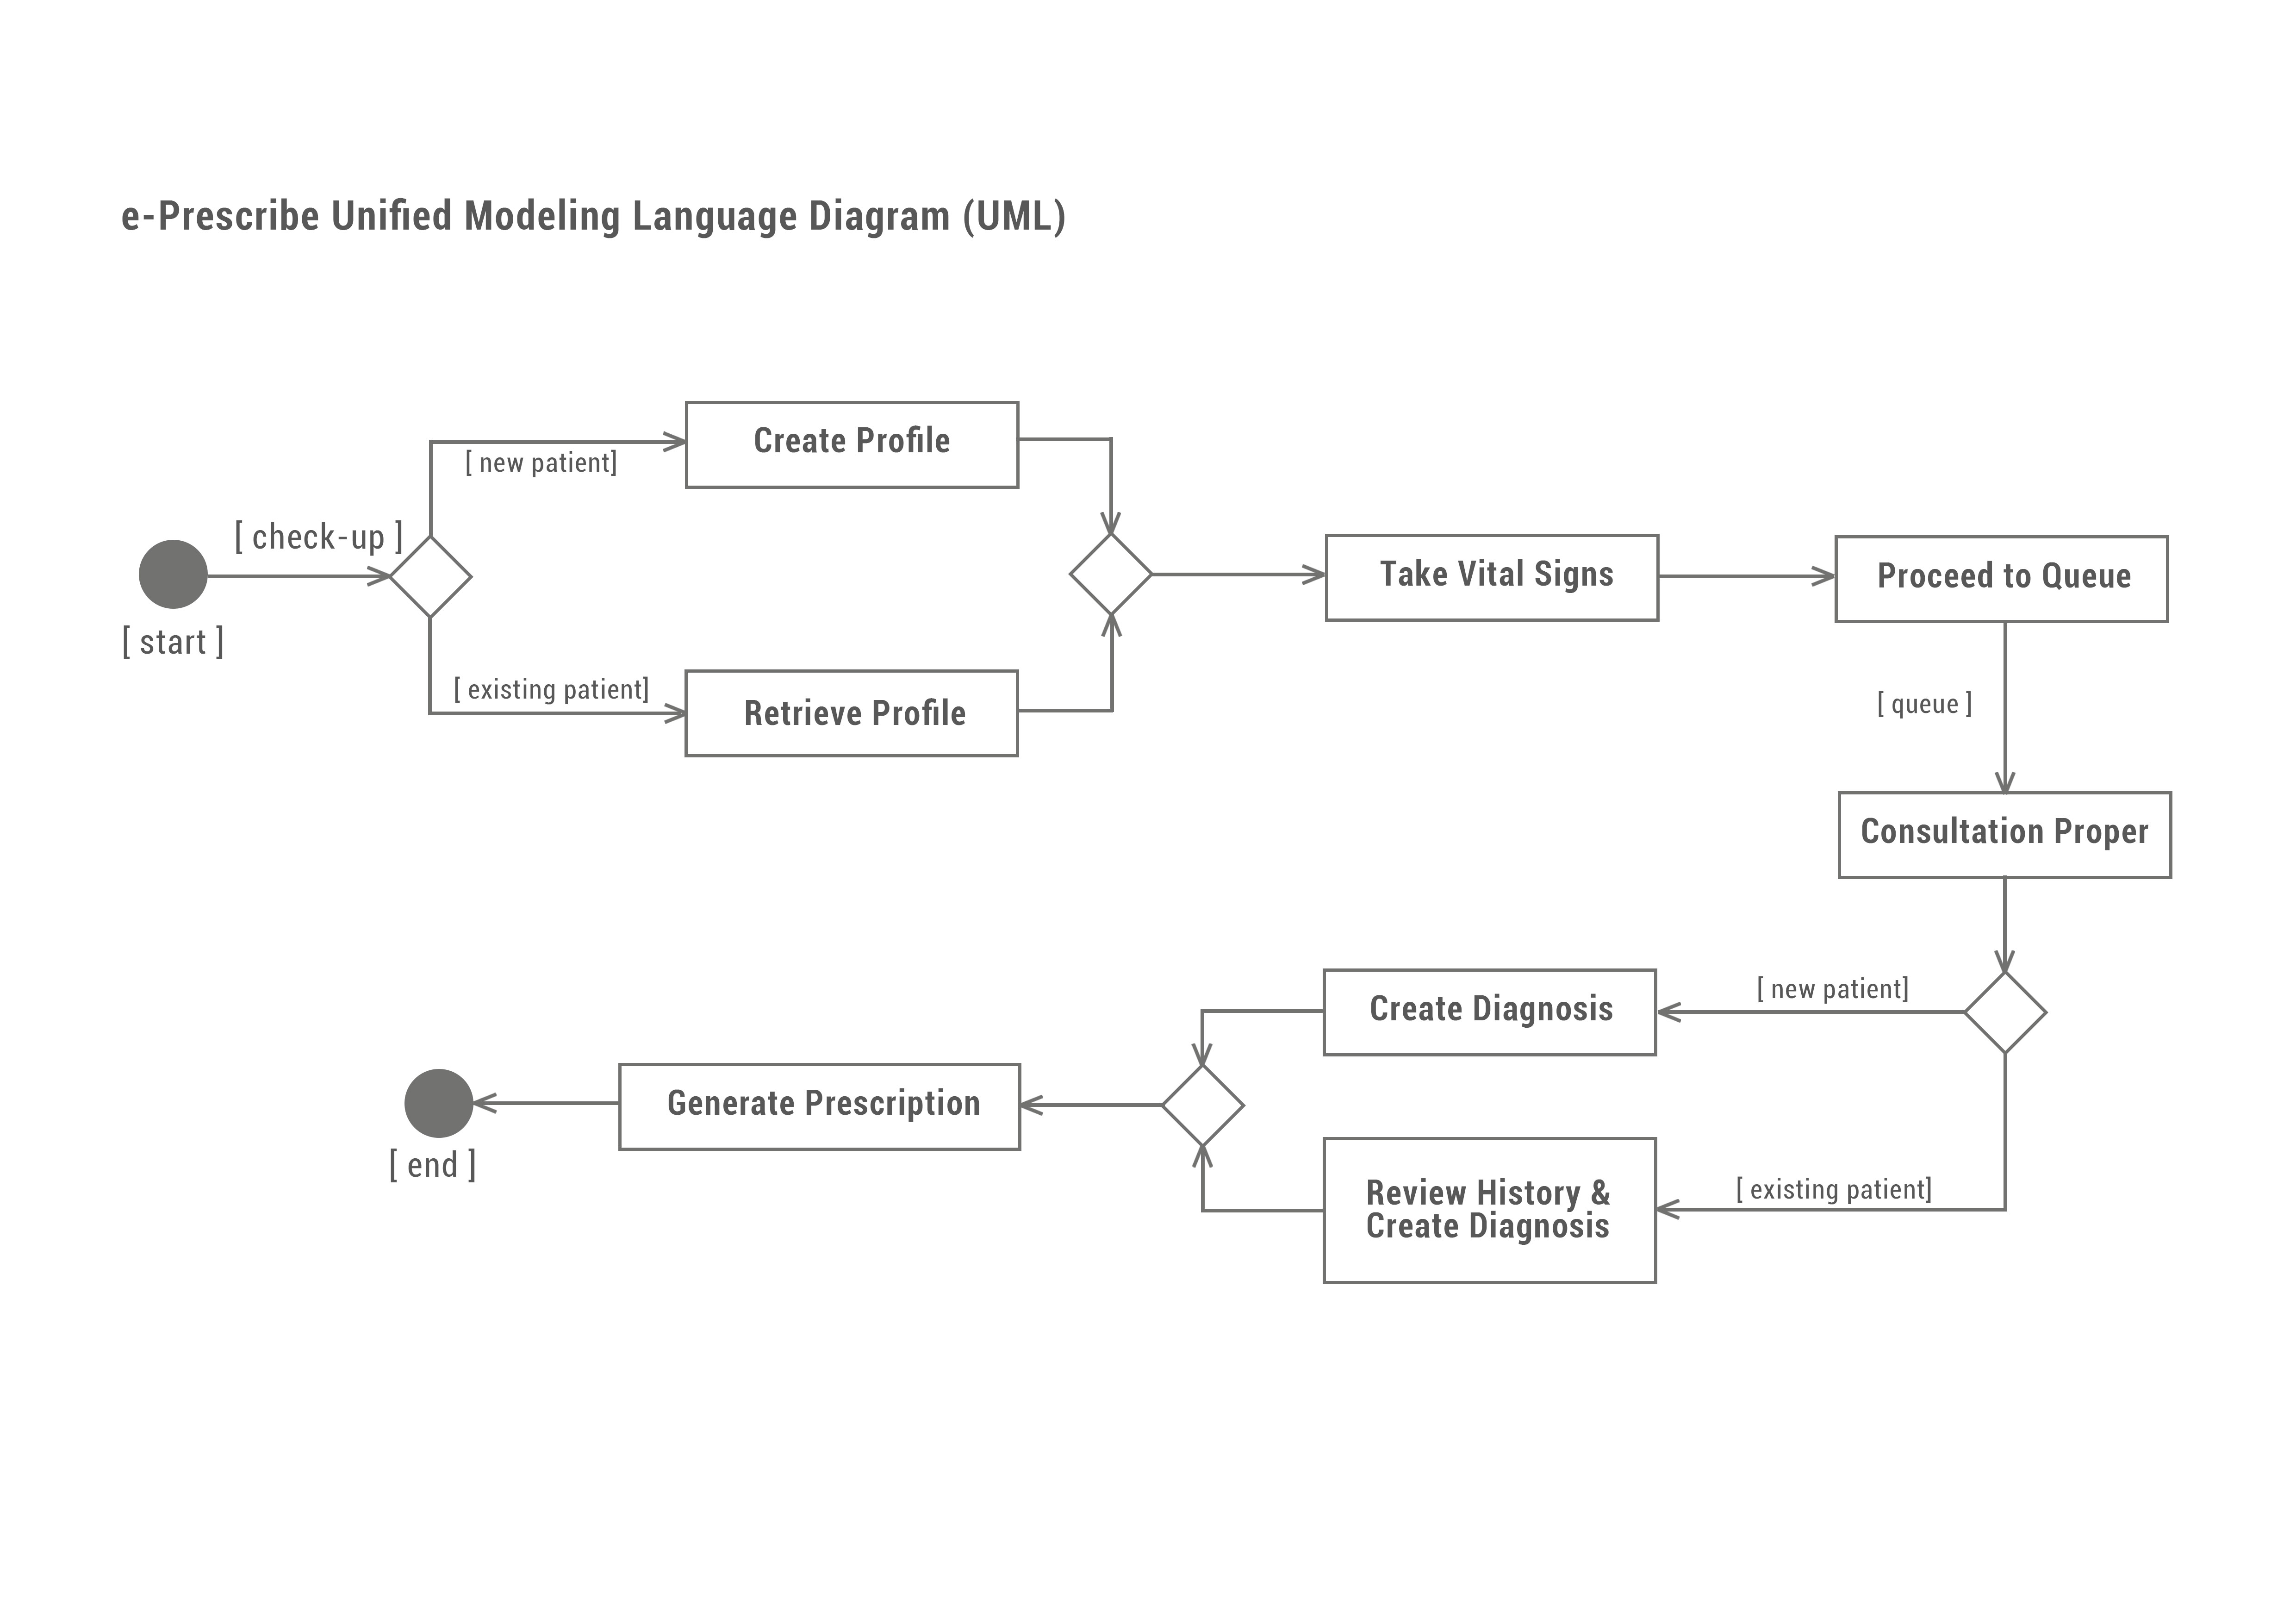 e-Prescribe Unified Modeling Language Diagram (UML)
Create Profile
[ new patient]
[ check-up ]
[ start ]
Take Vital Signs
Proceed to Queue
[ existing patient]
Retrieve Profile
[ queue ]
Consultation Proper
[ new patient]
Create Diagnosis
Generate Prescription
[ end ]
[ existing patient]
Review History &
Create Diagnosis